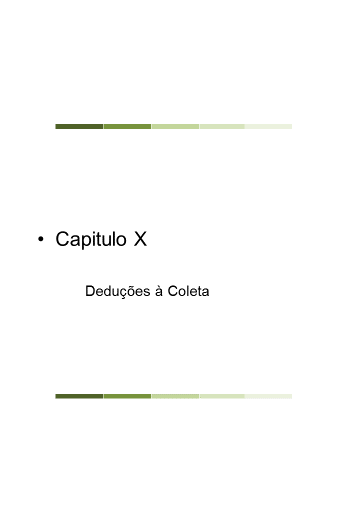 • Capitulo X
Deduções à Coleta